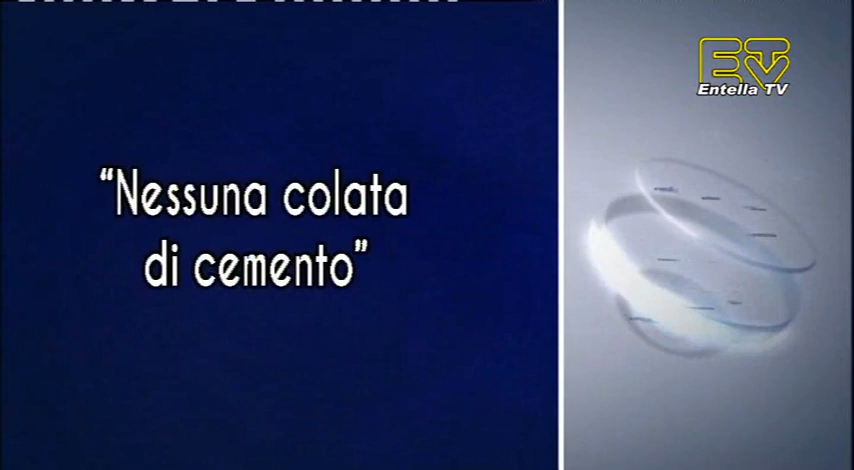 ETV
Entella TV
“Nessuna colata
di cemento”